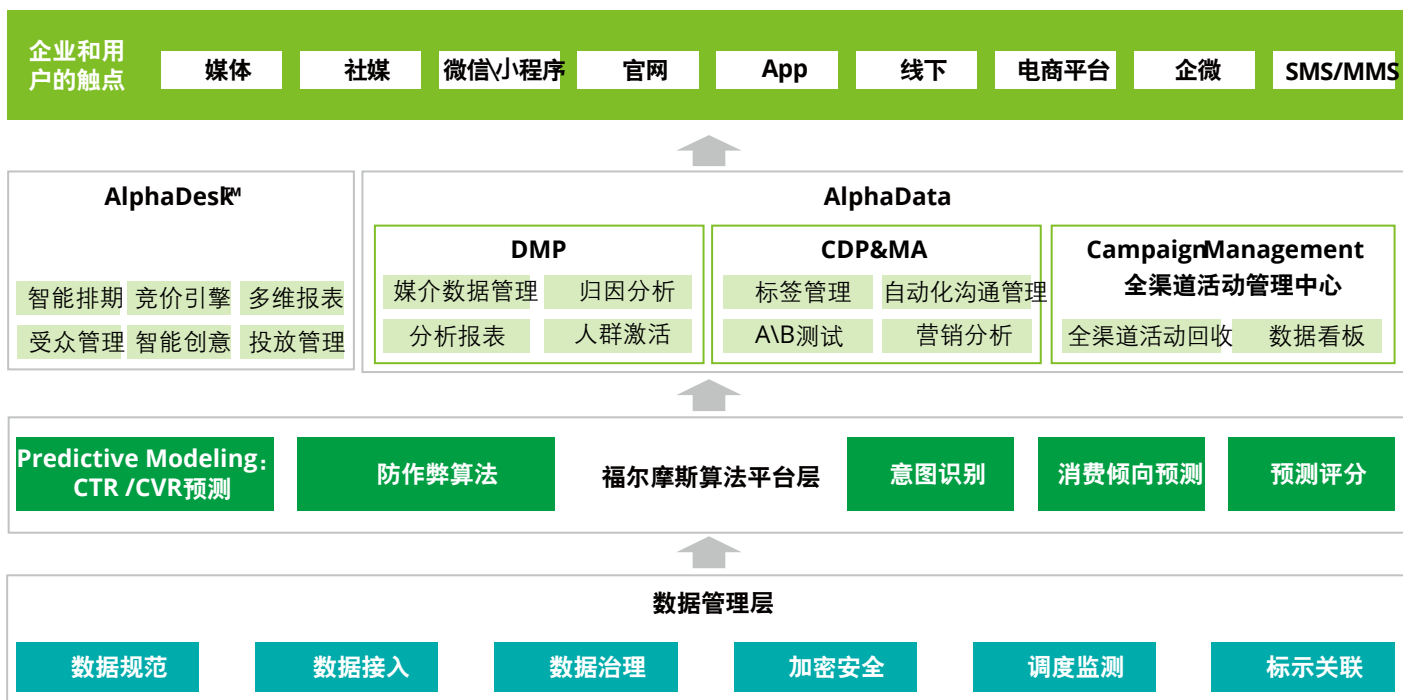 企业和用
户的触点
媒体 社媒 微信\小程序 官网 App 线下 电商平台 企微 SMS/MMS
AlphaDesk™
智能排期 竞价引擎 多维报表
受众管理 智能创意 投放管理
AlphaData
DMP
媒介数据管理 归因分析
分析报表 人群激活
CDP&MA
标签管理 自动化沟通管理
A\B测试 营销分析
CampaignManagement
全渠道活动管理中心
全渠道活动回收 数据看板
Predictive Modeling：
CTR /CVR预测
防作弊算法
福尔摩斯算法平台层
意图识别 消费倾向预测 预测评分
数据管理层
数据规范 数据接入 数据治理 加密安全 调度监测 标示关联